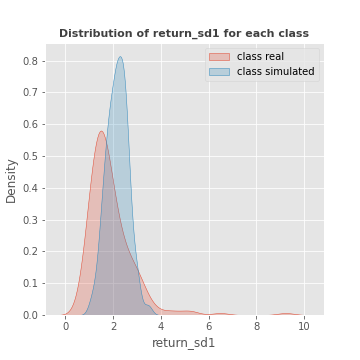 Distribution of return_sd1 for each class
class real
class simulated
Density
0.8
0.7
0.6
0.5
0.4
0.3
0.2
0.1
0.0
0 2 4 6 8 10
return_sd1